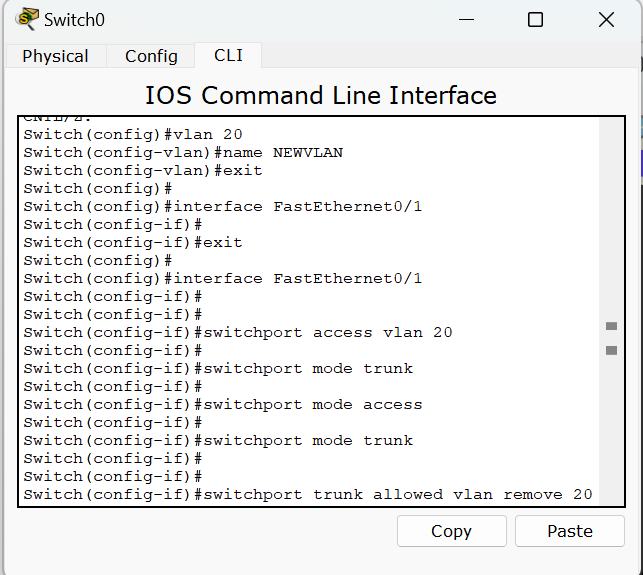 Switch0
Physical Config CLI
IOS Command Line Interface
CNTL/Z.
Switch(config)#vlan 20
Switch(config-vlan)#name NEWVLAN
Switch(config-vlan)#exit
Switch(config)#
Switch(config)#interface FastEthernet0/1
Switch(config-if)#
Switch(config-if)#exit
Switch(config)#
Switch(config)#interface FastEthernet0/1
Switch(config-if)#
Switch(config-if)#
Switch(config-if)#switchport access vlan 20
Switch(config-if)#
Switch(config-if)#switchport mode trunk
Switch(config-if)#
Switch(config-if)#switchport mode access
Switch(config-if)#
Switch(config-if)#switchport mode trunk
Switch(config-if)#
Switch(config-if)#
Switch(config-if)#switchport trunk allowed vlan remove 20
Copy Paste